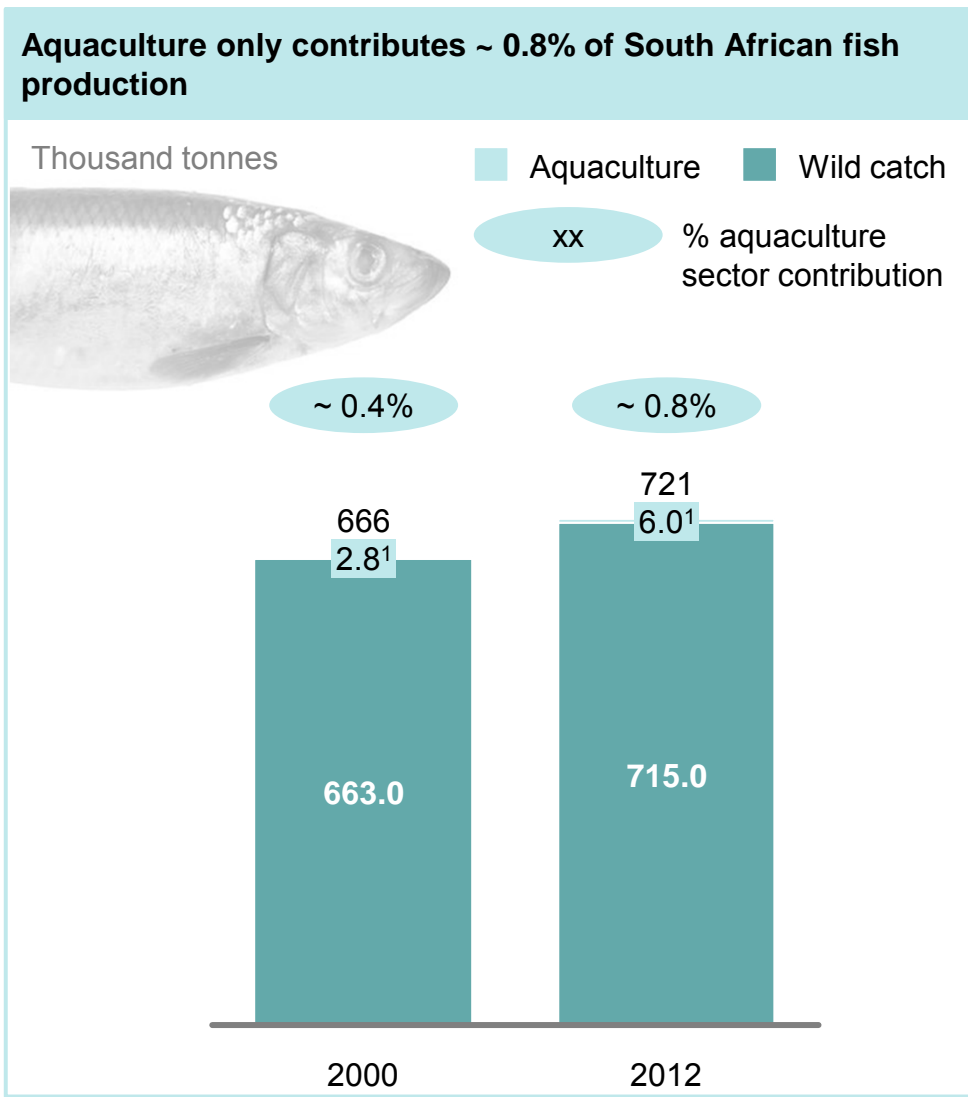 Aquaculture only contributes ~ 0.8% of South African fish
production
Thousand tonnes
Aquaculture
Wild catch
xx
% aquaculture
sector contribution
~ 0.4%
~ 0.8%
666
2.8¹
663.0
721
6.0¹
715.0
2000
2012